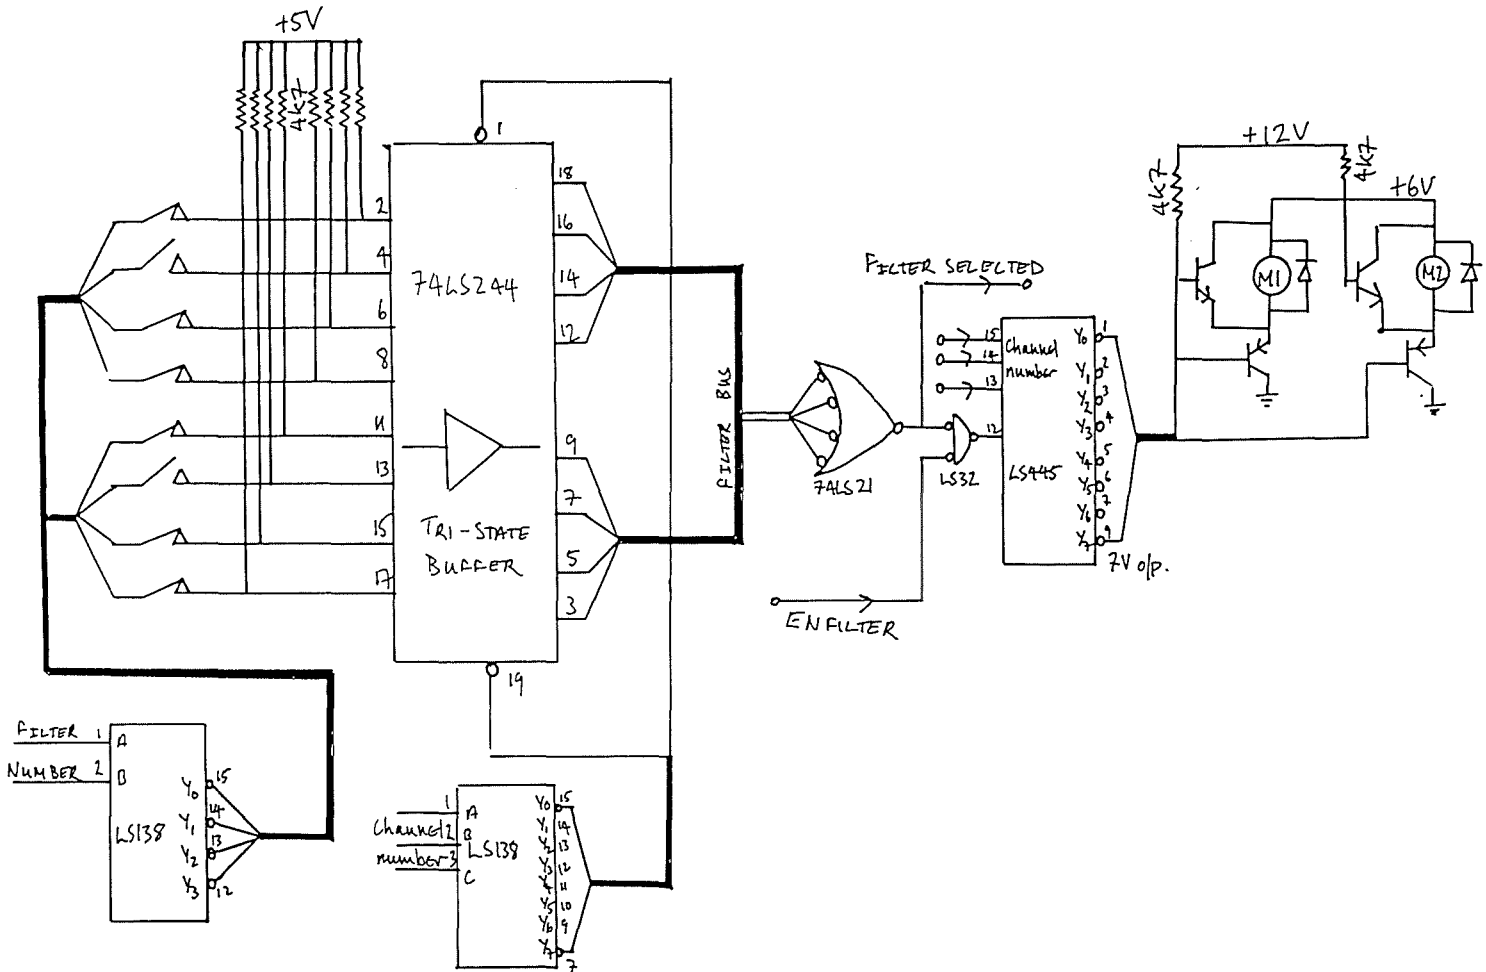 +5V
4k7
1
2
4
6
8
11
13
15
17
74LS244
TRI-STATE
BUFFER
18
16
14
12
9
7
5
3
19
FILTER BUS
74LS21
FILTER SELECTED
ENFILTER
LS32
15
14
13
12
Channel
number
LS445
Y0 1
Y1 2
Y2 3
Y3 4
Y4 5
Y5 6
Y6 7
Y7 9
7V o/p.
+12V
4k7
4k7
+6V
M1
M2
FILTER 1 A
NUMBER 2 B
LS138
Y0 15
Y1 14
Y2 13
Y3 12
1 A
Channel 2 B
number 3 C
LS138
Y0 15
Y1 14
Y2 13
Y3 12
Y4 11
Y5 10
Y6 9
Y7 7